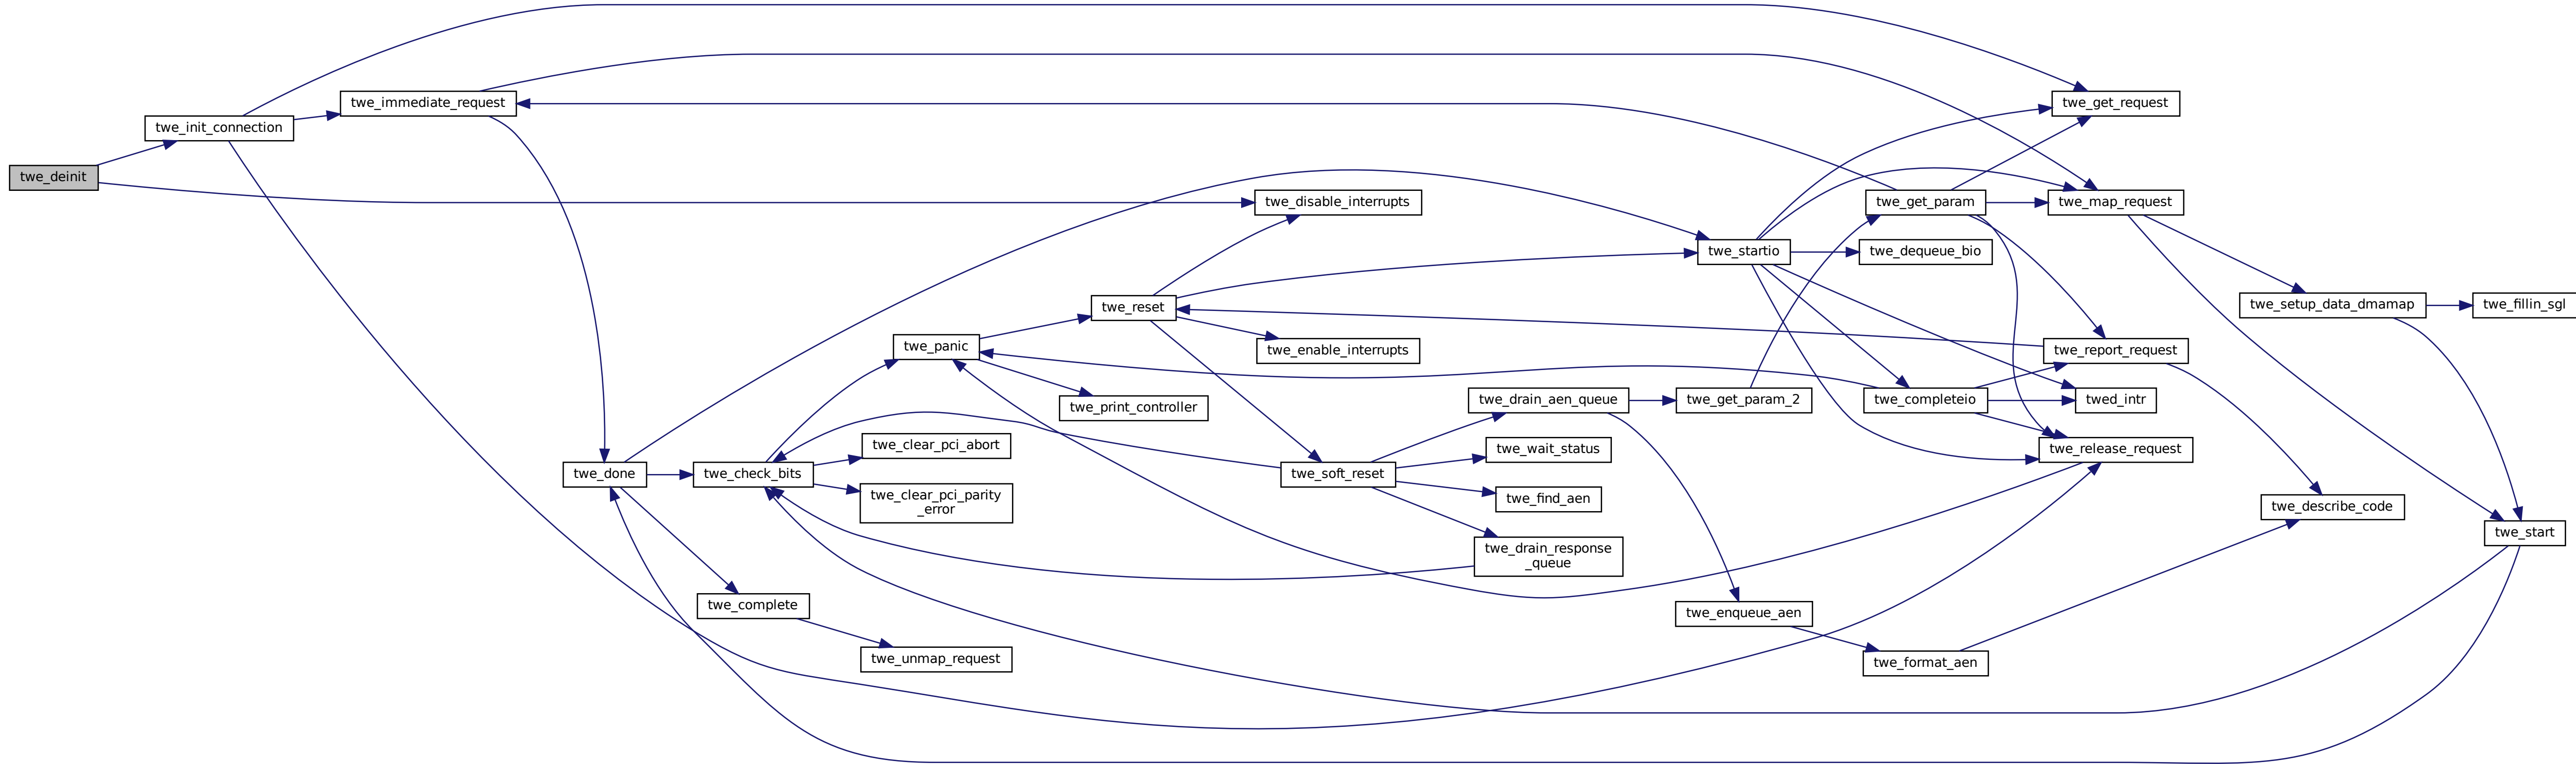 twe_deinit
twe_init_connection
twe_immediate_request
twe_done
twe_check_bits
twe_complete
twe_unmap_request
twe_panic
twe_clear_pci_abort
twe_clear_pci_parity
_error
twe_reset
twe_print_controller
twe_disable_interrupts
twe_enable_interrupts
twe_soft_reset
twe_drain_aen_queue
twe_wait_status
twe_find_aen
twe_drain_response
_queue
twe_get_param_2
twe_enqueue_aen
twe_startio
twe_get_param
twe_dequeue_bio
twe_completeio
twe_format_aen
twe_get_request
twe_map_request
twe_report_request
twed_intr
twe_release_request
twe_setup_data_dmamap
twe_describe_code
twe_fillin_sgl
twe_start